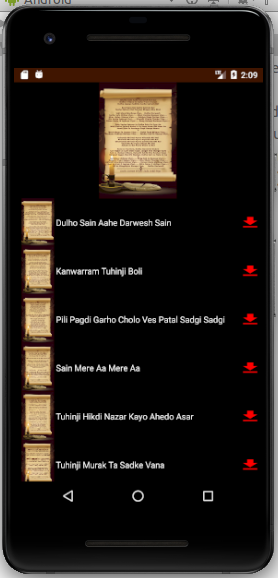 Android
2:09
Dulho Sain Aahe Darwesh Sain
Kanwarram Tuhinji Boli
Pili Pagdi Garho Cholo Ves Patal Sadgi Sadgi
Sain Mere Aa Mere Aa
Tuhinji Hikdi Nazar Kayo Ahedo Asar
Tuhinji Murak Ta Sadke Vana